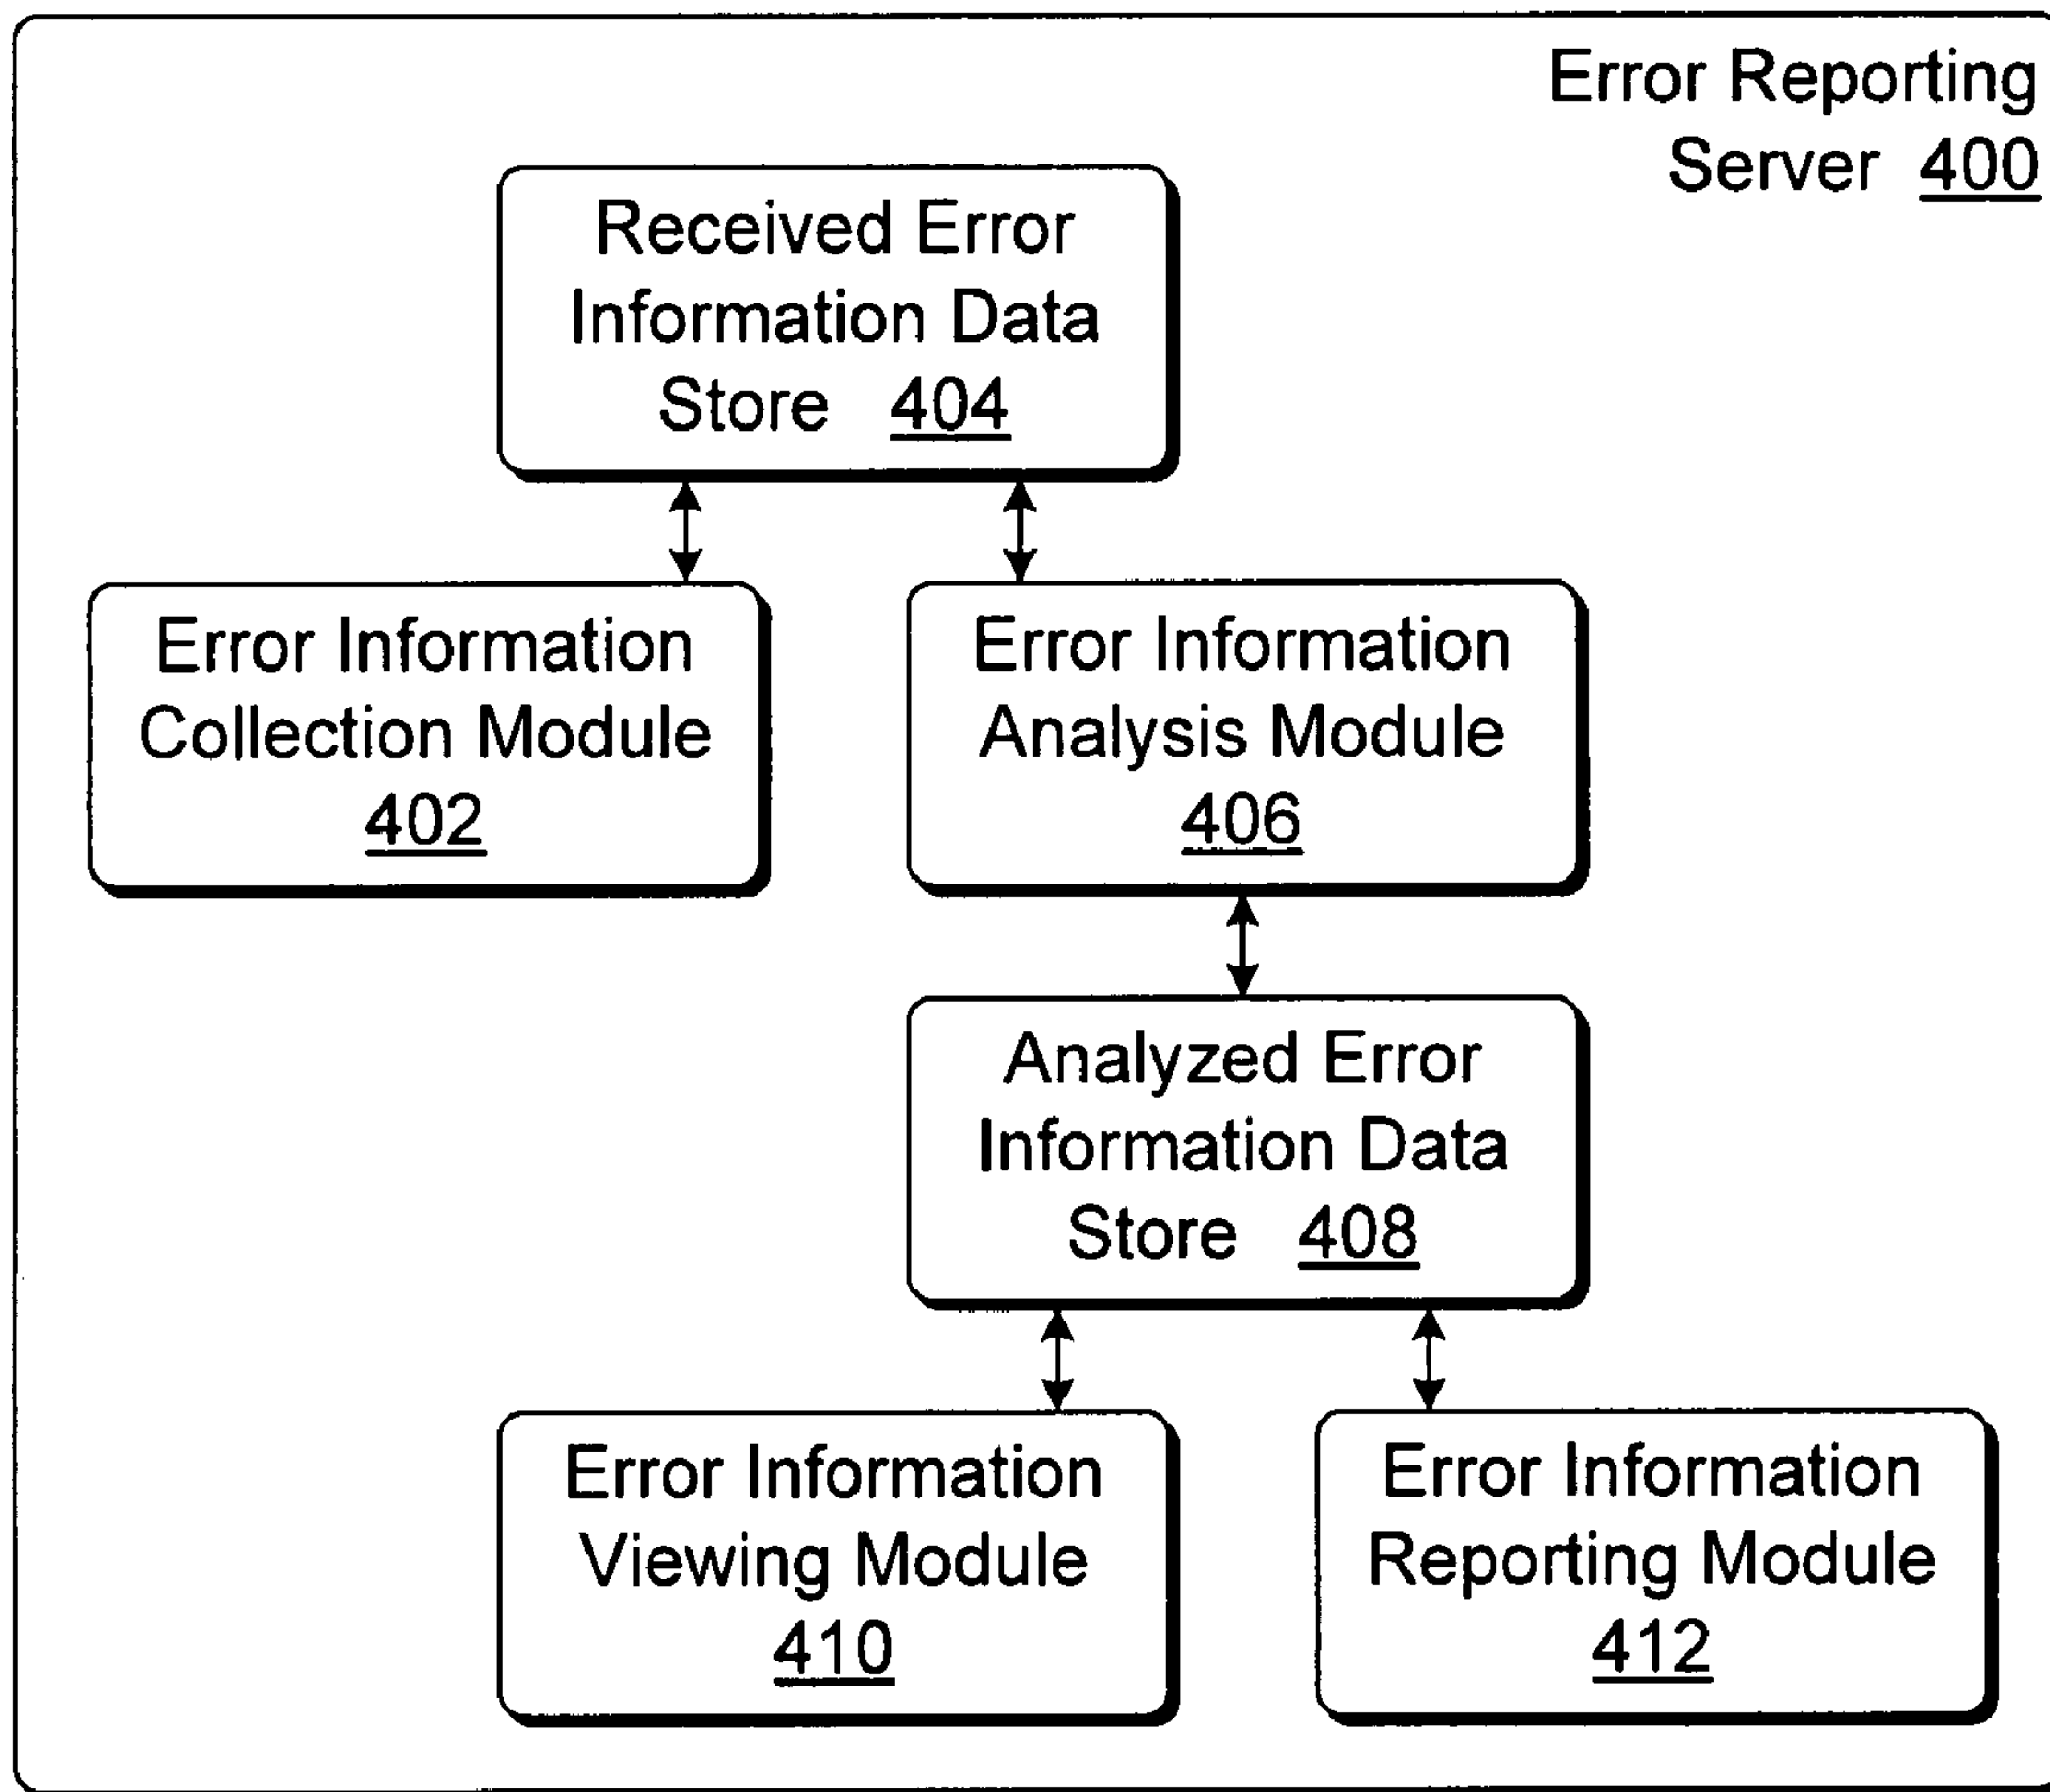 Error Reporting
Server 400
Received Error
Information Data
Store 404
Error Information
Collection Module
402
Error Information
Analysis Module
406
Analyzed Error
Information Data
Store 408
Error Information
Viewing Module
410
Error Information
Reporting Module
412